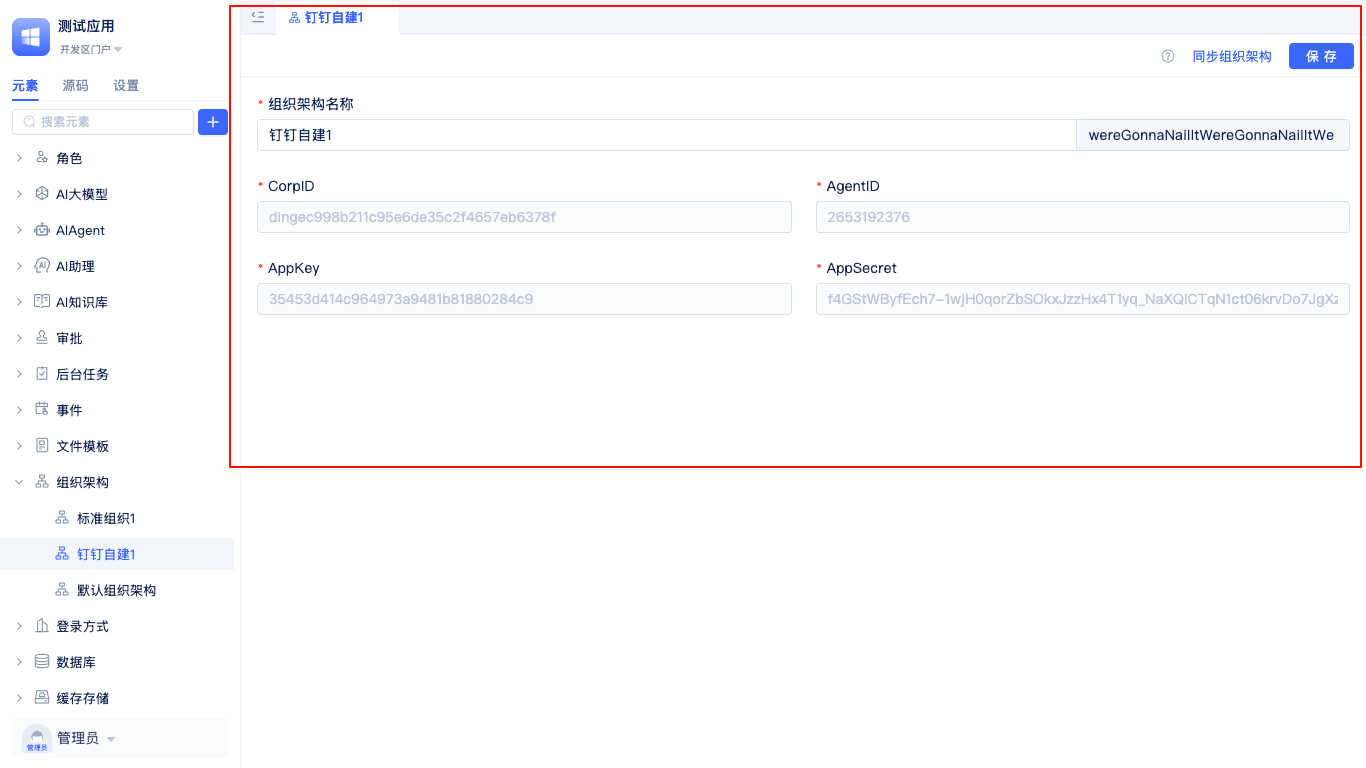 测试应用
开发区门户
元素 源码 设置
搜索元素
角色
AI大模型
AIAgent
AI助理
AI知识库
审批
后台任务
事件
文件模板
组织架构
标准组织1
钉钉自建1
默认组织架构
登录方式
数据库
缓存存储
管理员
管理员
钉钉自建1
同步组织架构 保 存
* 组织架构名称
钉钉自建1 wereGonnaNailItWereGonnaNailItWe
* CorpID
dingec998b211c95e6de35c2f4657eb6378f
* AgentID
2653192376
* AppKey
35453d414c964973a9481b81880284c9
* AppSecret
f4GStWByfEch7-1wjH0qorZbSOkxJzzHx4T1yq_NaXQlCTqN1ct06krvDo7JgXz